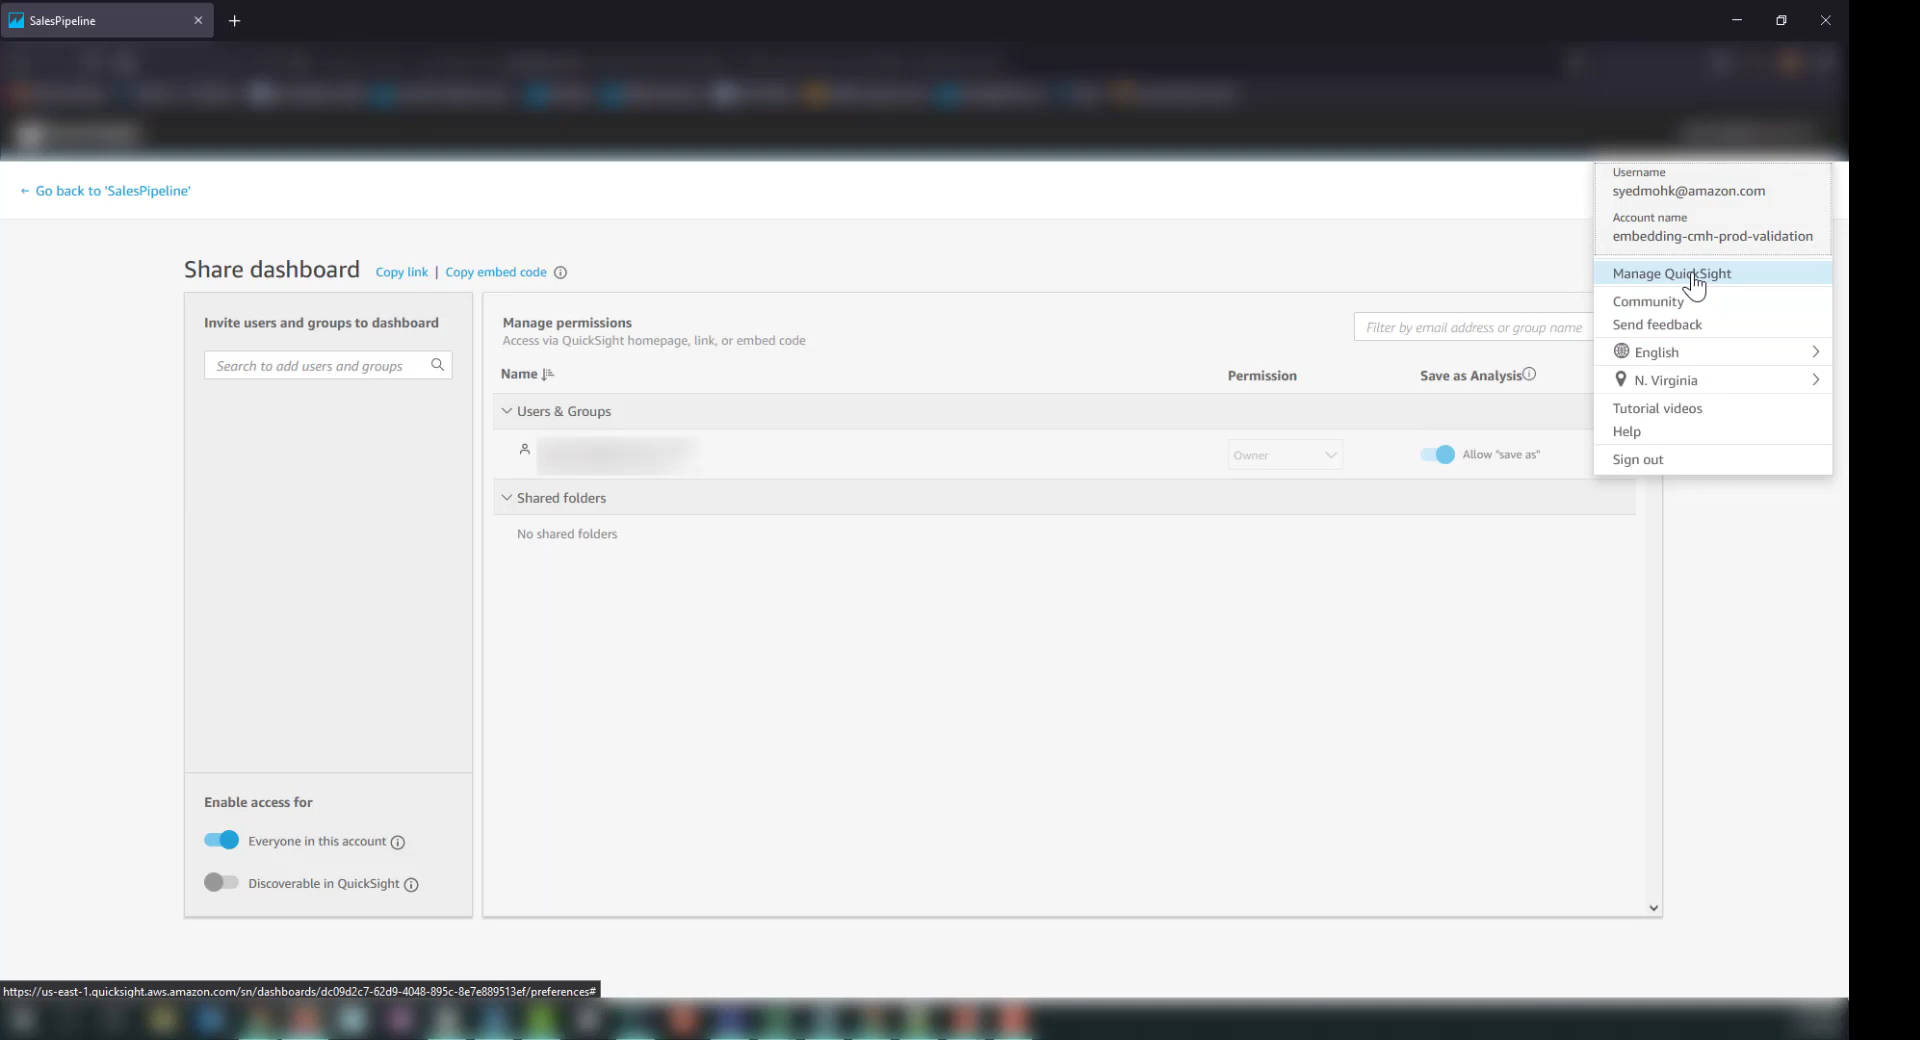 SalesPipeline
← Go back to 'SalesPipeline'
Username
syedmohk@amazon.com
Account name
embedding-cmh-prod-validation
Manage QuickSight
Community
Send feedback
English
N. Virginia
Tutorial videos
Help
Sign out
Share dashboard Copy link | Copy embed code
Invite users and groups to dashboard
Search to add users and groups
Manage permissions
Access via QuickSight homepage, link, or embed code
Filter by email address or group name
Name Permission Save as Analysis
Users & Groups
Owner Allow "save as"
Shared folders
No shared folders
Enable access for
Everyone in this account
Discoverable in QuickSight
https://us-east-1.quicksight.aws.amazon.com/sn/dashboards/dc09d2c7-62d9-4048-895c-8e7e889513ef/preferences#